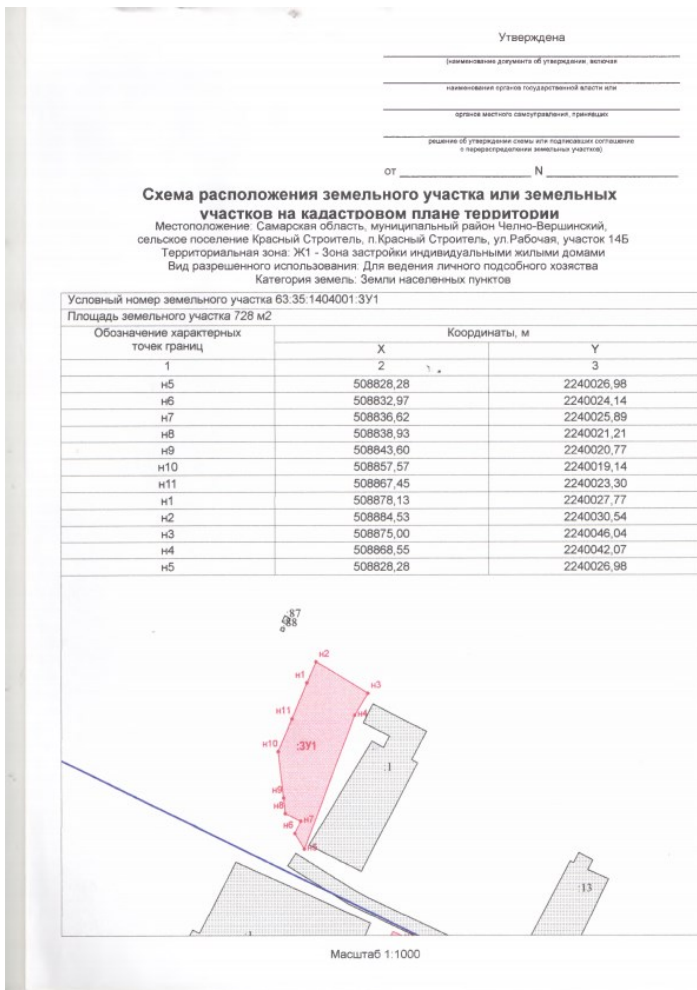 Утверждена
(наименование документа об утверждении, включая
наименования органов государственной власти или
органов местного самоуправления, принявших
решение об утверждении схемы или подписавших соглашение
о перераспределении земельных участков)
от N
Схема расположения земельного участка или земельных
участков на кадастровом плане территории
Местоположение: Самарская область, муниципальный район Челно-Вершинский,
сельское поселение Красный Строитель, п.Красный Строитель, ул.Рабочая, участок 14Б
Территориальная зона: Ж1 - Зона застройки индивидуальными жилыми домами
Вид разрешенного использования: Для ведения личного подсобного хозяства
Категория земель: Земли населенных пунктов
Условный номер земельного участка 63:35:1404001:ЗУ1
Площадь земельного участка 728 м2
Обозначение характерных точек границ Координаты, м
X Y
1 2 3
н5 508828,28 2240026,98
н6 508832,97 2240024,14
н7 508836,62 2240025,89
н8 508838,93 2240021,21
н9 508843,60 2240020,77
н10 508857,57 2240019,14
н11 508867,45 2240023,30
н1 508878,13 2240027,77
н2 508884,53 2240030,54
н3 508875,00 2240046,04
н4 508868,55 2240042,07
н5 508828,28 2240026,98
:87
:88
н2
н1
н3
н11
н4
н10
:ЗУ1
:1
н9
н8
н7
н6
н5
:13
Масштаб 1:1000